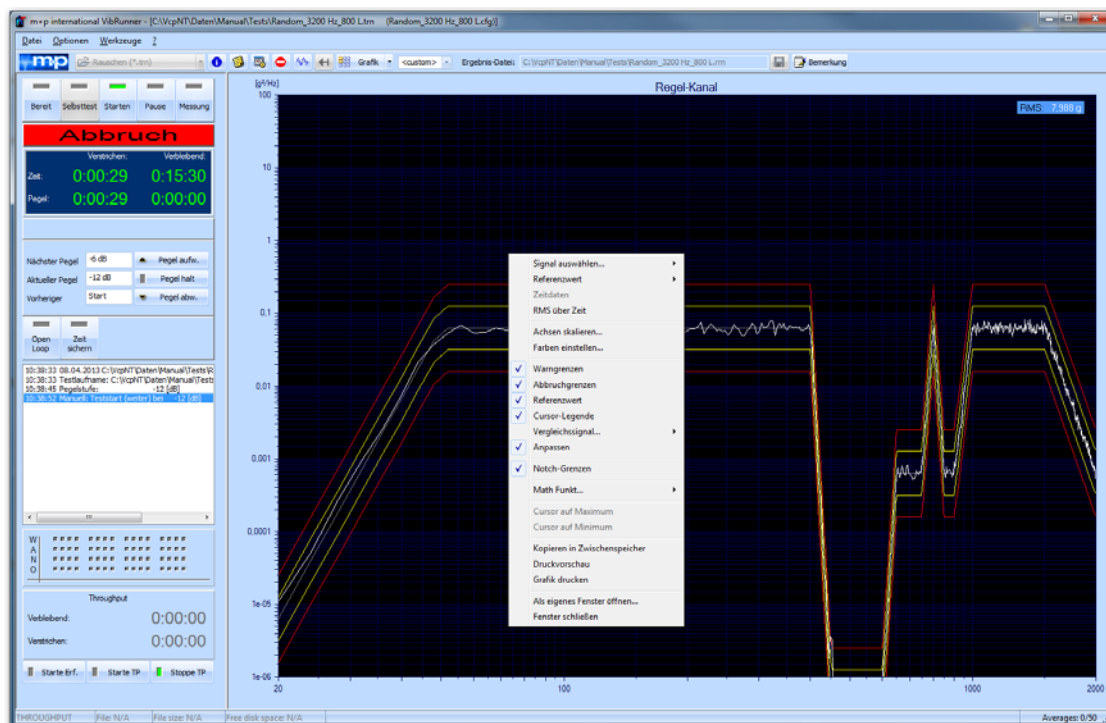 m+p international VibRunner - [C:\VcpNT\Daten\Manual\Tests\Random_3200 Hz_800 L.trn (Random_3200 Hz_800 L.cfg)]
Datei Optionen Werkzeuge ?
mp Rauschen (*.trn) Grafik <custom> Ergebnis-Datei: C:\VcpNT\Daten\Manual\Tests\Random_3200 Hz_800 L.rrn Bemerkung
Bereit Selbsttest Starten Pause Messung
Abbruch
Verstrichen: Verbleibend:
Zeit: 0:00:29 0:15:30
Pegel: 0:00:29 0:00:00
Nächster Pegel -6 dB Pegel aufw.
Aktueller Pegel -12 dB Pegel halt
Vorheriger Start Pegel abw.
Open Loop Zeit sichern
10:38:33 08.04.2013 C:\VcpNT\Daten\Manual\Tests\R
10:38:33 Testlaufname: C:\VcpNT\Daten\Manual\Tests
10:38:45 Pegelstufe: -12 [dB]
10:38:52 Manuell: Teststart (weiter) bei -12 [dB]
W
A
N
O
Throughput
Verbleibend: 0:00:00
Verstrichen: 0:00:00
Starte Erf. Starte TP Stoppe TP
[g²/Hz] Regel-Kanal
RMS: 7,988 g
100
10
1
0,1
0,01
0,001
0,0001
1e-05
1e-06
20 100 1000 2000
Signal auswählen...
Referenzwert
Zeitdaten
RMS über Zeit
Achsen skalieren...
Farben einstellen...
Warngrenzen
Abbruchgrenzen
Referenzwert
Cursor-Legende
Vergleichssignal...
Anpassen
Notch-Grenzen
Math Funkt...
Cursor auf Maximum
Cursor auf Minimum
Kopieren in Zwischenspeicher
Druckvorschau
Grafik drucken
Als eigenes Fenster öffnen...
Fenster schließen
THROUGHPUT File: N/A File size: N/A Free disk space: N/A Averages: 0/50